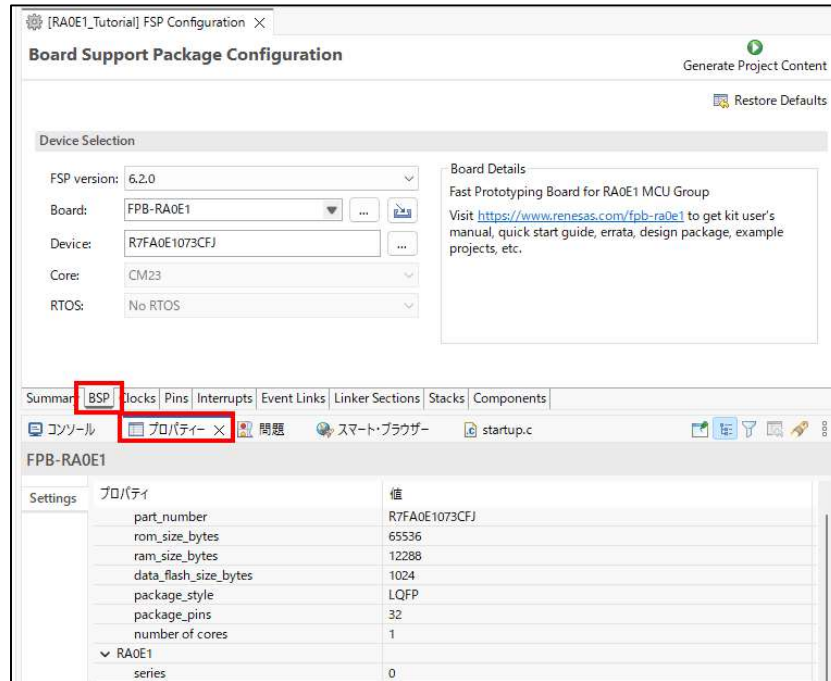 [RA0E1_Tutorial] FSP Configuration
Board Support Package Configuration
Generate Project Content
Restore Defaults
Device Selection
FSP version: 6.2.0
Board: FPB-RA0E1 ...
Device: R7FA0E1073CFJ ...
Core: CM23
RTOS: No RTOS
Board Details
Fast Prototyping Board for RA0E1 MCU Group
Visit https://www.renesas.com/fpb-ra0e1 to get kit user's
manual, quick start guide, errata, design package, example
projects, etc.
Summary BSP Clocks Pins Interrupts Event Links Linker Sections Stacks Components
コンソール プロパティー 問題 スマート・ブラウザー startup.c
FPB-RA0E1
Settings プロパティ 値
part_number R7FA0E1073CFJ
rom_size_bytes 65536
ram_size_bytes 12288
data_flash_size_bytes 1024
package_style LQFP
package_pins 32
number of cores 1
RA0E1
series 0